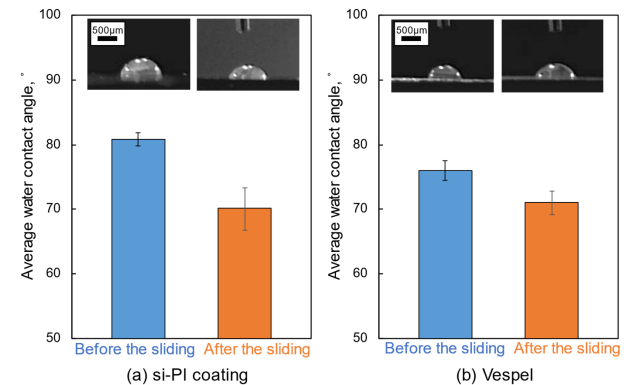 100
90
80
70
60
50
Average water contact angle, °
500μm
Before the sliding After the sliding
(a) si-PI coating
100
90
80
70
60
50
Average water contact angle, °
500μm
Before the sliding After the sliding
(b) Vespel